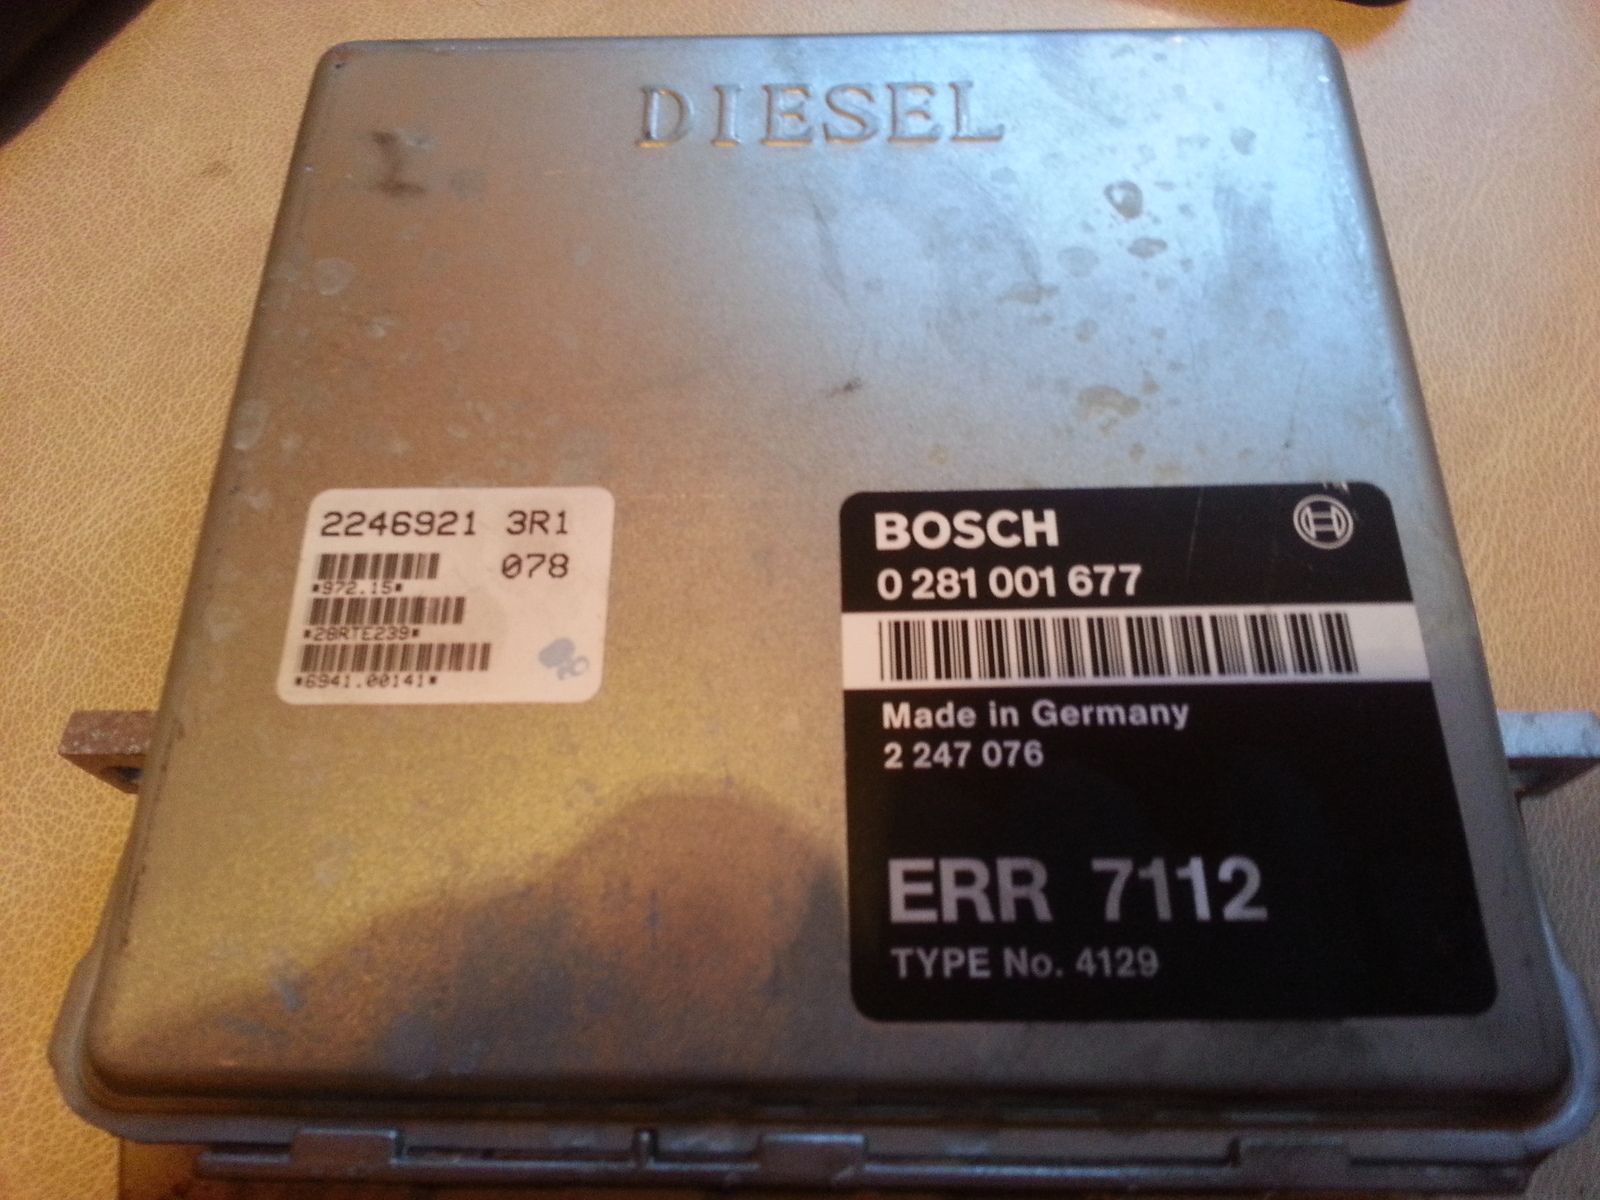 DIESEL
2246921 3R1
078
*972.15*
*28RTE239*
*6941.00141*
BOSCH
0 281 001 677
Made in Germany
2 247 076
ERR 7112
TYPE No. 4129